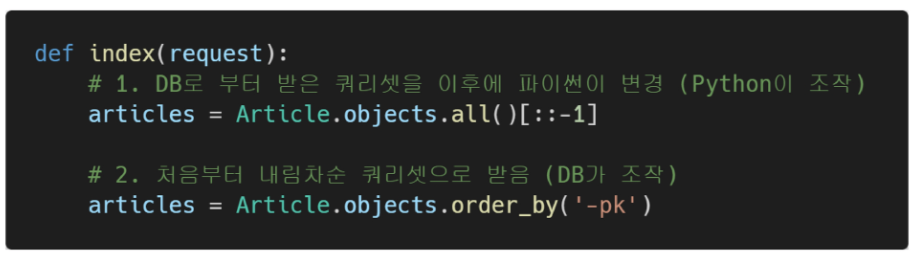 def index(request):
    # 1. DB로 부터 받은 쿼리셋을 이후에 파이썬이 변경 (Python이 조작)
    articles = Article.objects.all()[::-1]

    # 2. 처음부터 내림차순 쿼리셋으로 받음 (DB가 조작)
    articles = Article.objects.order_by('-pk')